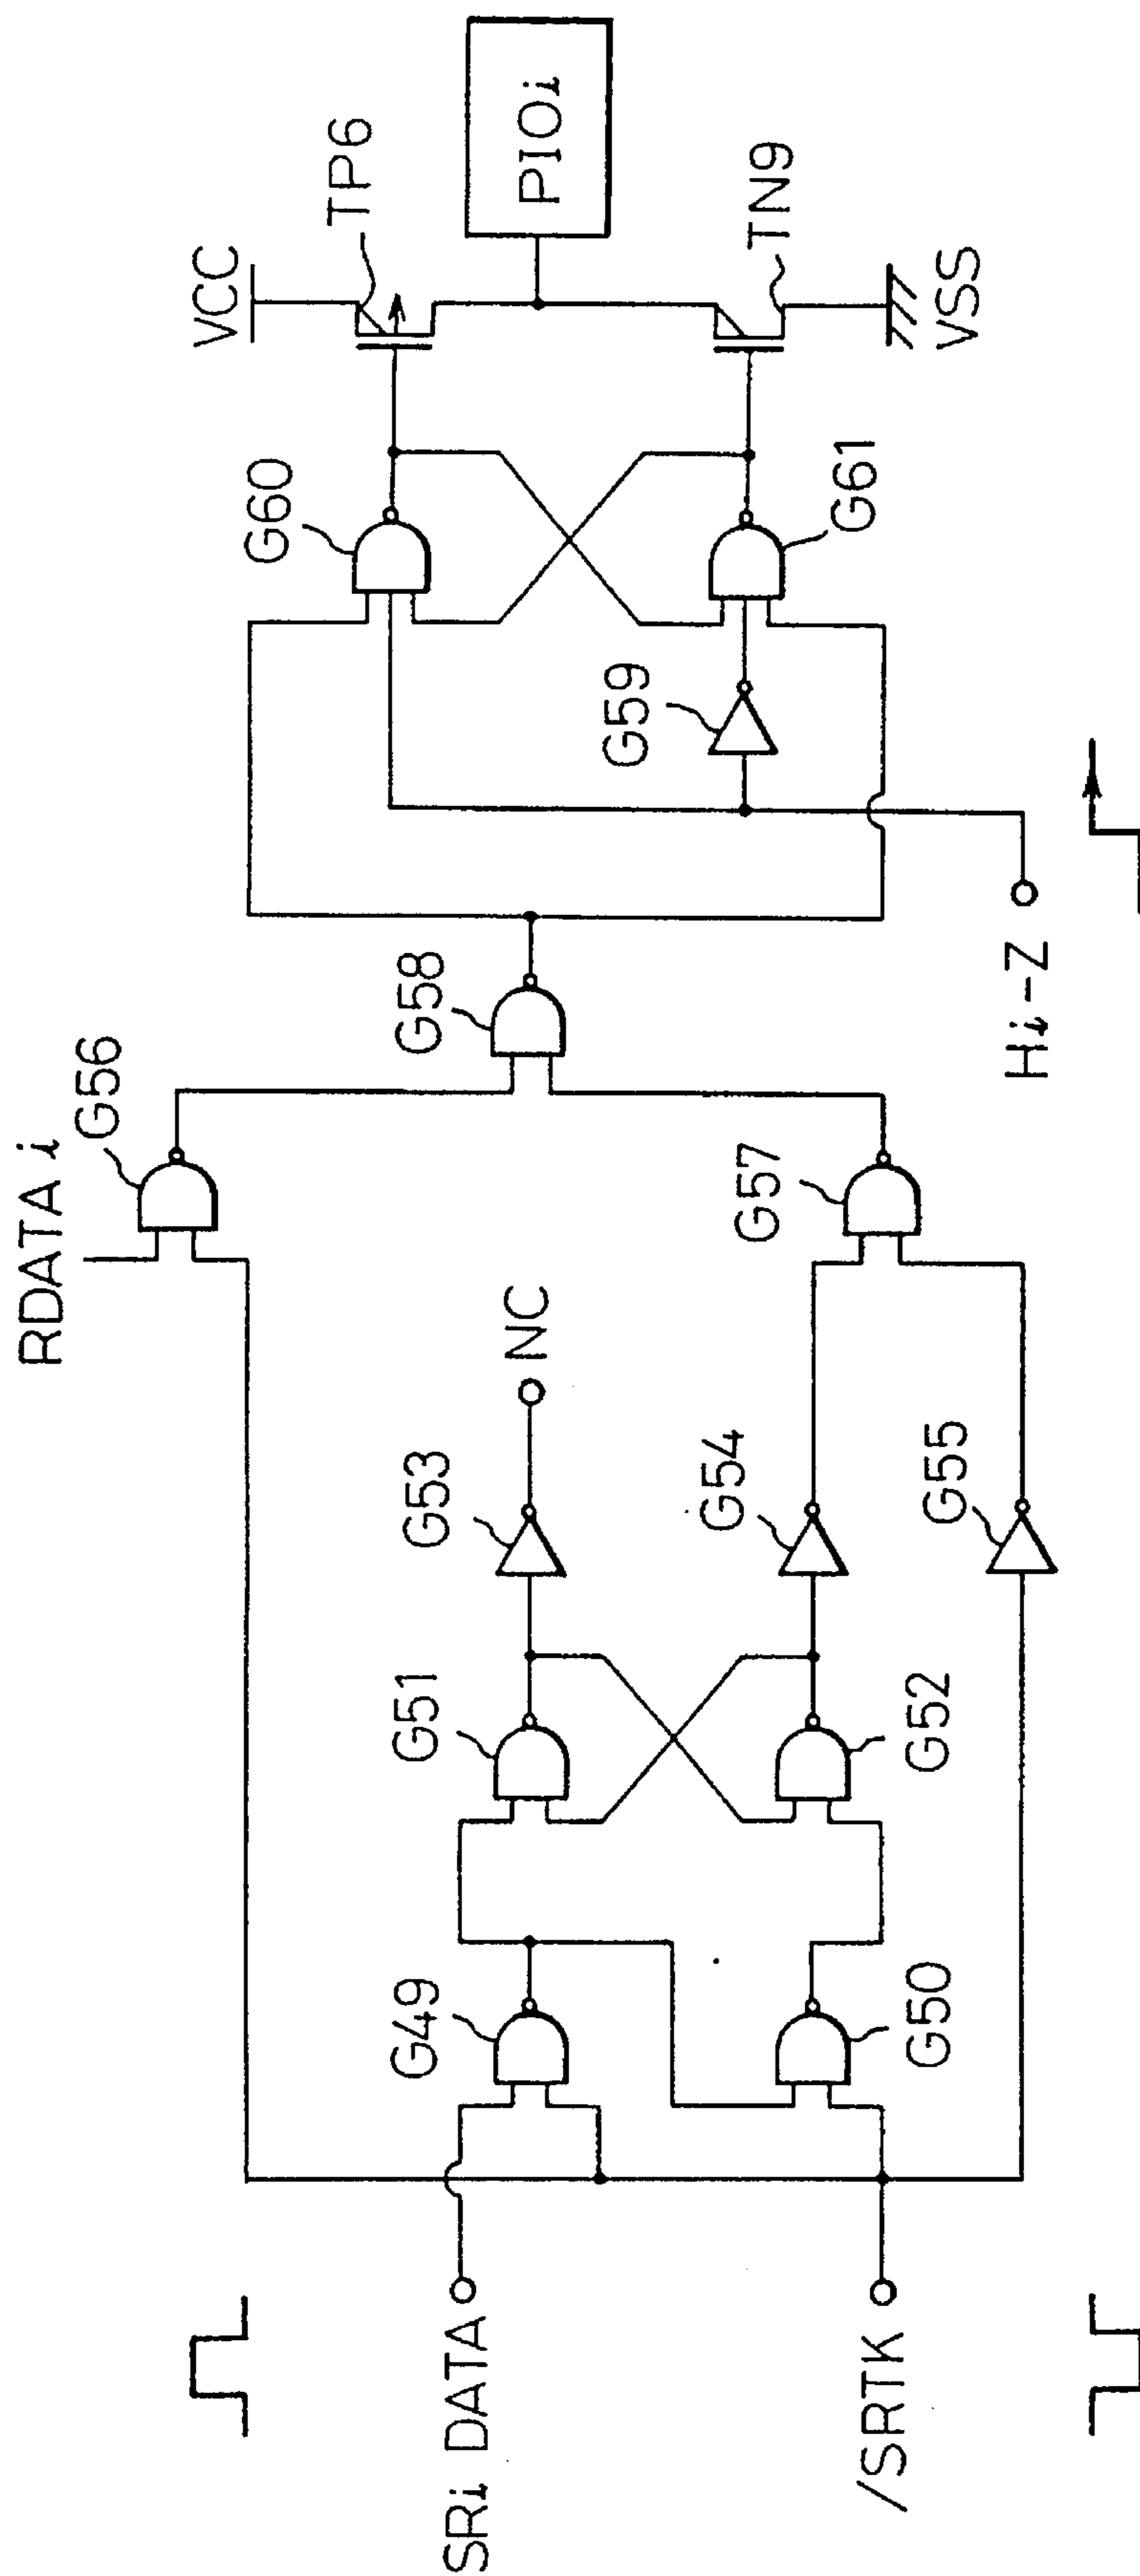 RDATA i
G56
VCC
TP6
PIOi
G60
G58
G59
G61
TN9
VSS
Hi-Z
G57
NC
G53
G54
G55
G51
G52
G49
G50
SRi DATA
/SRTK